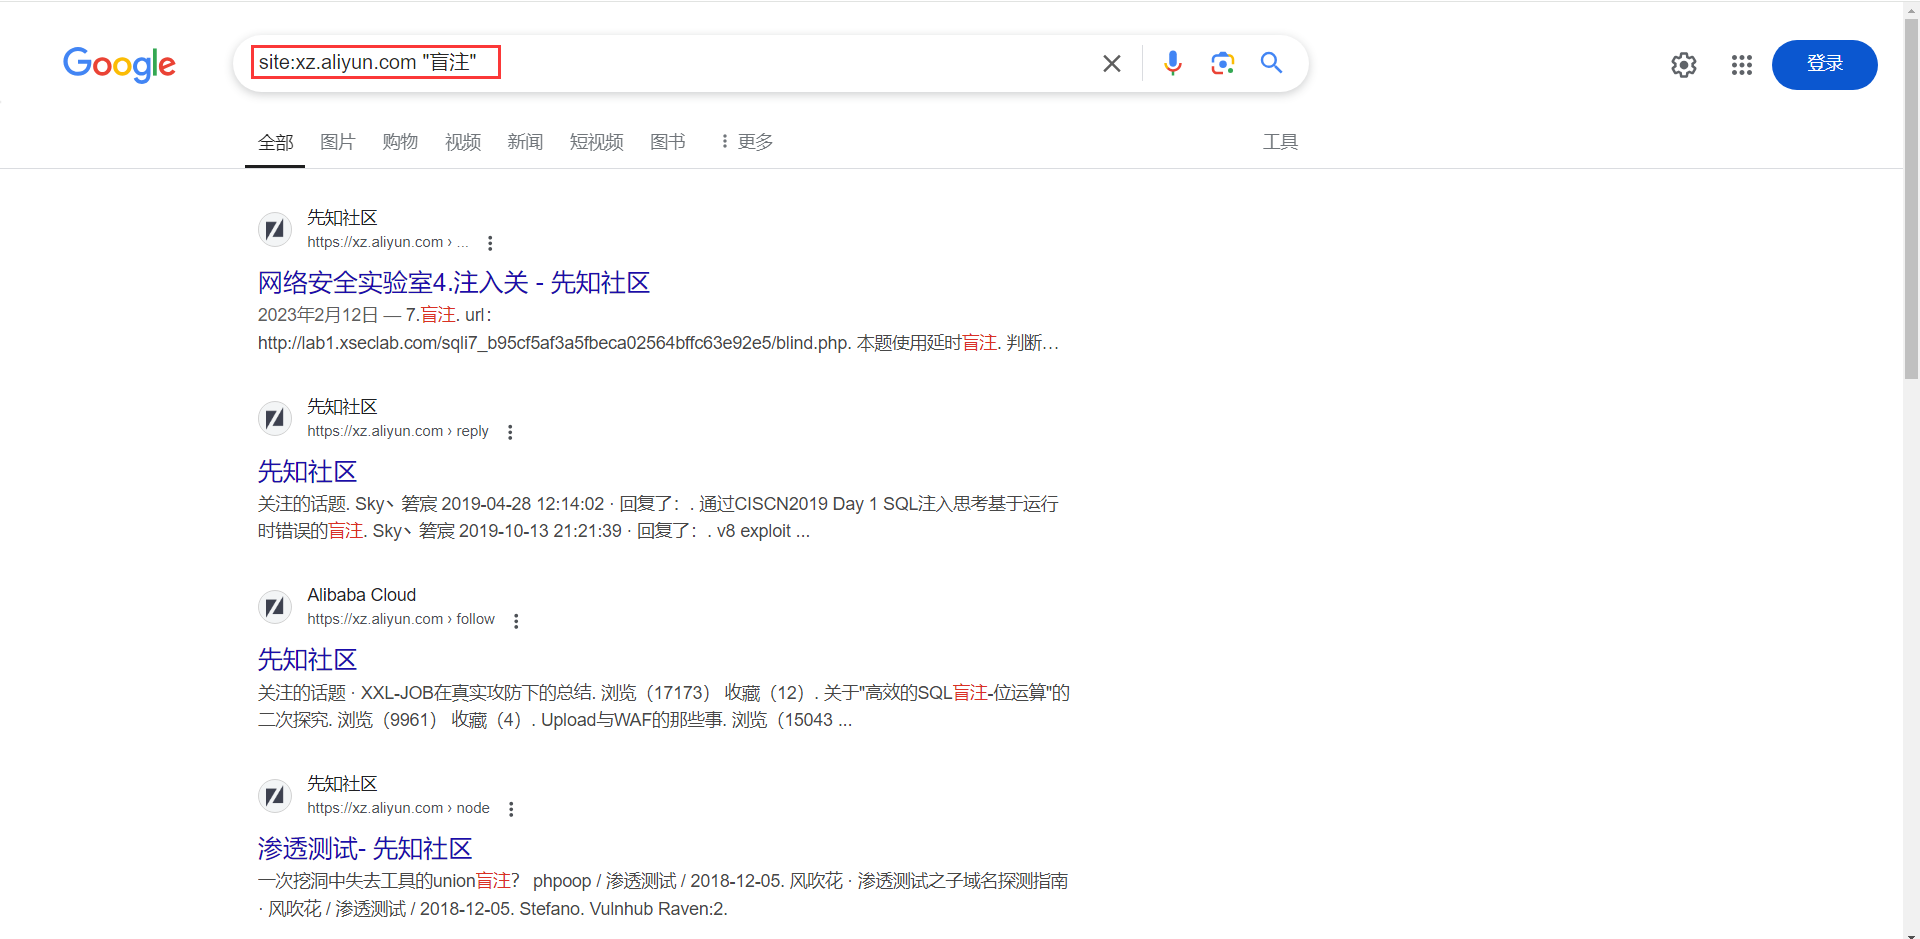 Google
site:xz.aliyun.com "盲注"
登录
全部 图片 购物 视频 新闻 短视频 图书 更多 工具
先知社区
https://xz.aliyun.com › ...
网络安全实验室4.注入关 - 先知社区
2023年2月12日 — 7.盲注. url：
http://lab1.xseclab.com/sqli7_b95cf5af3a5fbeca02564bffc63e92e5/blind.php. 本题使用延时盲注. 判断...
先知社区
https://xz.aliyun.com › reply
先知社区
关注的话题. Sky丶箬宸 2019-04-28 12:14:02 · 回复了：. 通过CISCN2019 Day 1 SQL注入思考基于运行
时错误的盲注. Sky丶箬宸 2019-10-13 21:21:39 · 回复了：. v8 exploit ...
Alibaba Cloud
https://xz.aliyun.com › follow
先知社区
关注的话题 · XXL-JOB在真实攻防下的总结. 浏览（17173） 收藏（12）. 关于"高效的SQL盲注-位运算"的
二次探究. 浏览（9961） 收藏（4）. Upload与WAF的那些事. 浏览（15043 ...
先知社区
https://xz.aliyun.com › node
渗透测试- 先知社区
一次挖洞中失去工具的union盲注？ phpoop / 渗透测试 / 2018-12-05. 风吹花 · 渗透测试之子域名探测指南
· 风吹花 / 渗透测试 / 2018-12-05. Stefano. Vulnhub Raven:2.